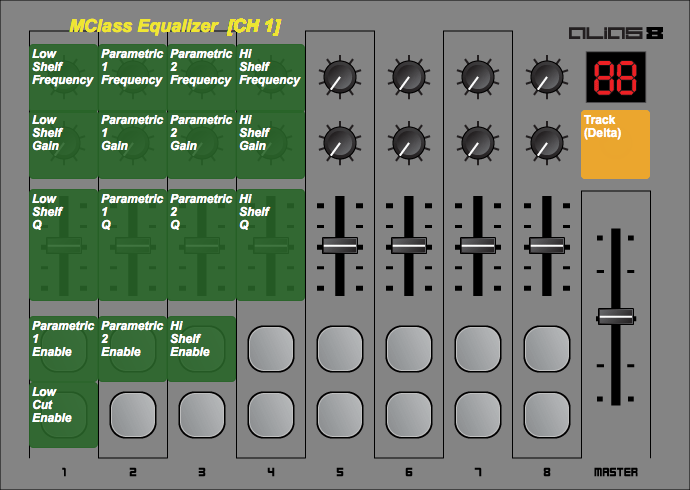 MClass Equalizer [CH 1]
ALIAS 8
Low Shelf Frequency
Parametric 1 Frequency
Parametric 2 Frequency
HI Shelf Frequency
88
Low Shelf Gain
Parametric 1 Gain
Parametric 2 Gain
HI Shelf Gain
Track (Delta)
Low Shelf Q
Parametric 1 Q
Parametric 2 Q
HI Shelf Q
Parametric 1 Enable
Parametric 2 Enable
HI Shelf Enable
Low Cut Enable
1 2 3 4 5 6 7 8 MASTER